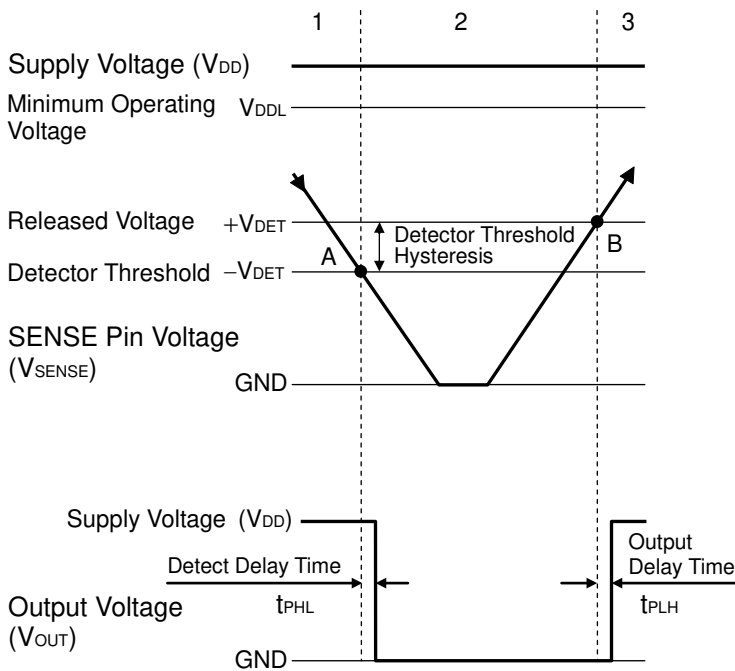 1 2 3
Supply Voltage (VDD)
Minimum Operating
Voltage
VDDL
Released Voltage +VDET
A
Detector Threshold
Hysteresis
B
Detector Threshold −VDET
SENSE Pin Voltage
(VSENSE)
GND
Supply Voltage (VDD)
Detect Delay Time
tPHL
Output
Delay Time
tPLH
Output Voltage
(VOUT)
GND